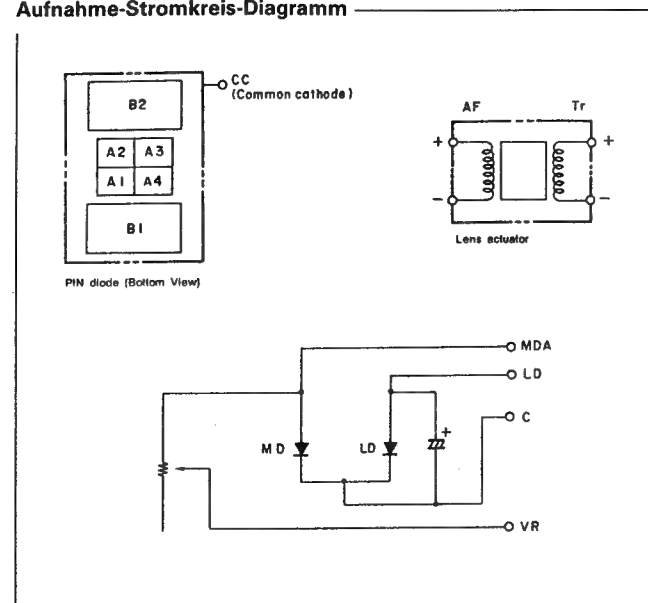 Aufnahme-Stromkreis-Diagramm
CC
(Common cathode)
B2
A2 A3
A1 A4
B1
PIN diode (Bottom View)
AF Tr
+ +
- -
Lens actuator
MDA
LD
C
MD LD +
VR